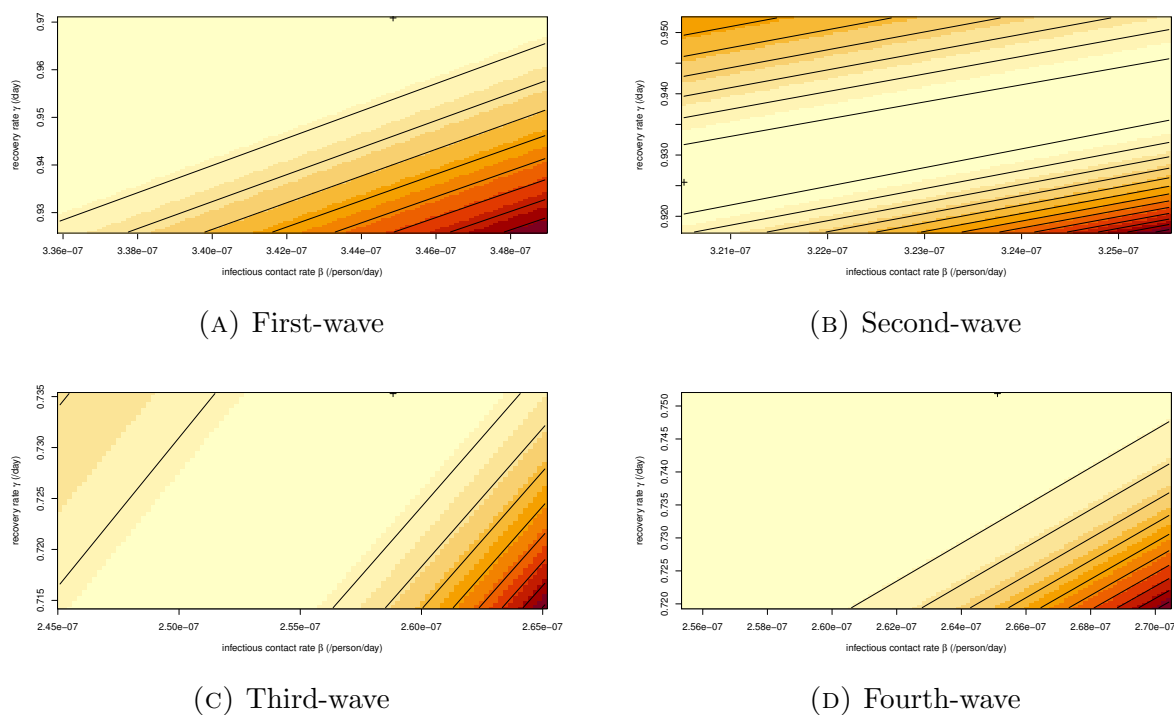 0.97
0.96
0.95
0.94
0.93
recovery rate γ (/day)
3.36e−07 3.38e−07 3.40e−07 3.42e−07 3.44e−07 3.46e−07 3.48e−07
infectious contact rate β (/person/day)
(A) First-wave
0.950
0.940
0.930
0.920
recovery rate γ (/day)
3.21e−07 3.22e−07 3.23e−07 3.24e−07 3.25e−07
infectious contact rate β (/person/day)
(B) Second-wave
0.735
0.730
0.725
0.720
0.715
recovery rate γ (/day)
2.45e−07 2.50e−07 2.55e−07 2.60e−07 2.65e−07
infectious contact rate β (/person/day)
(C) Third-wave
0.750
0.745
0.740
0.735
0.730
0.725
0.720
recovery rate γ (/day)
2.56e−07 2.58e−07 2.60e−07 2.62e−07 2.64e−07 2.66e−07 2.68e−07 2.70e−07
infectious contact rate β (/person/day)
(D) Fourth-wave